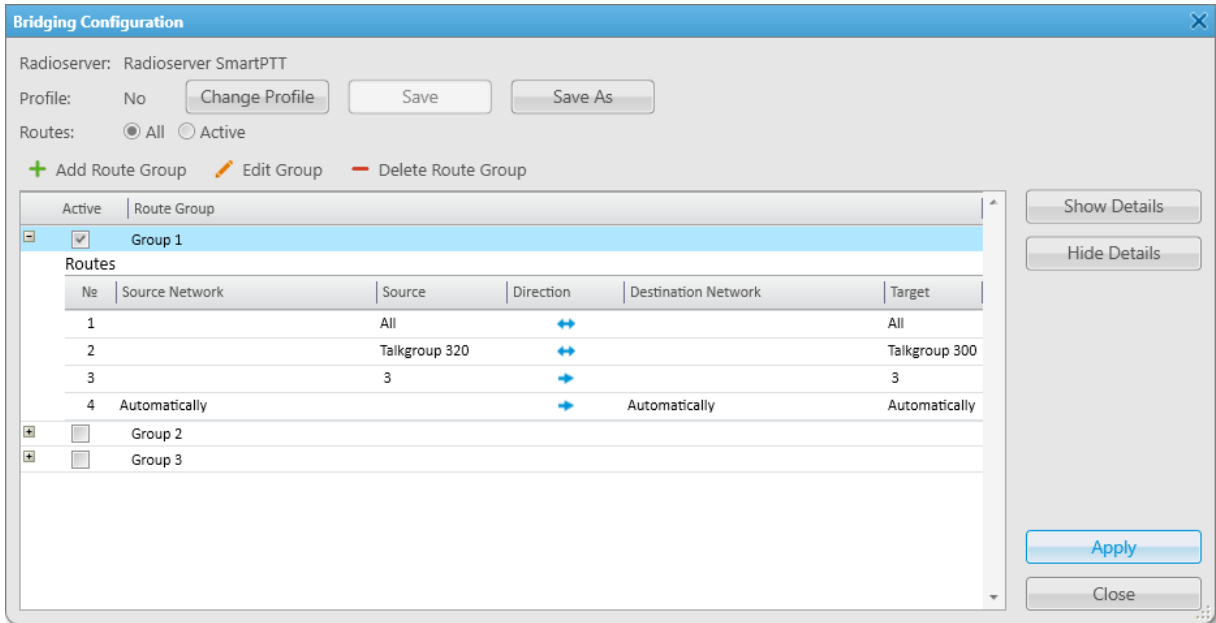 Bridging Configuration
Radioserver: Radioserver SmartPTT
Profile: No Change Profile Save Save As
Routes: All Active
Add Route Group Edit Group Delete Route Group
Active Route Group Show Details
Group 1 Hide Details
Routes
№ Source Network Source Direction Destination Network Target
1 All All
2 Talkgroup 320 Talkgroup 300
3 3 3
4 Automatically Automatically Automatically
Group 2
Group 3
Apply
Close